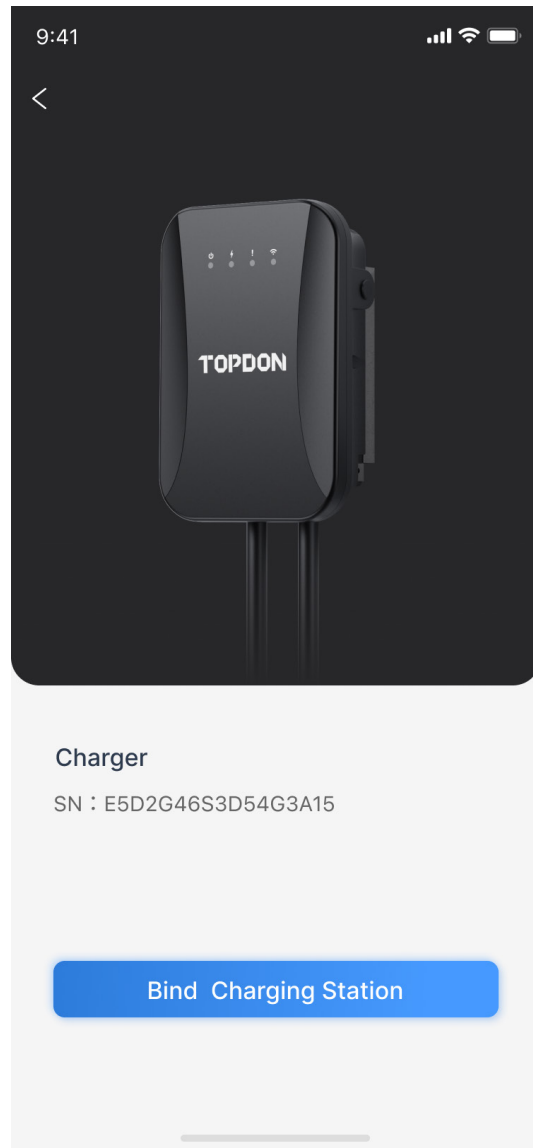 9:41
TOPDON
Charger
SN：E5D2G46S3D54G3A15
Bind Charging Station